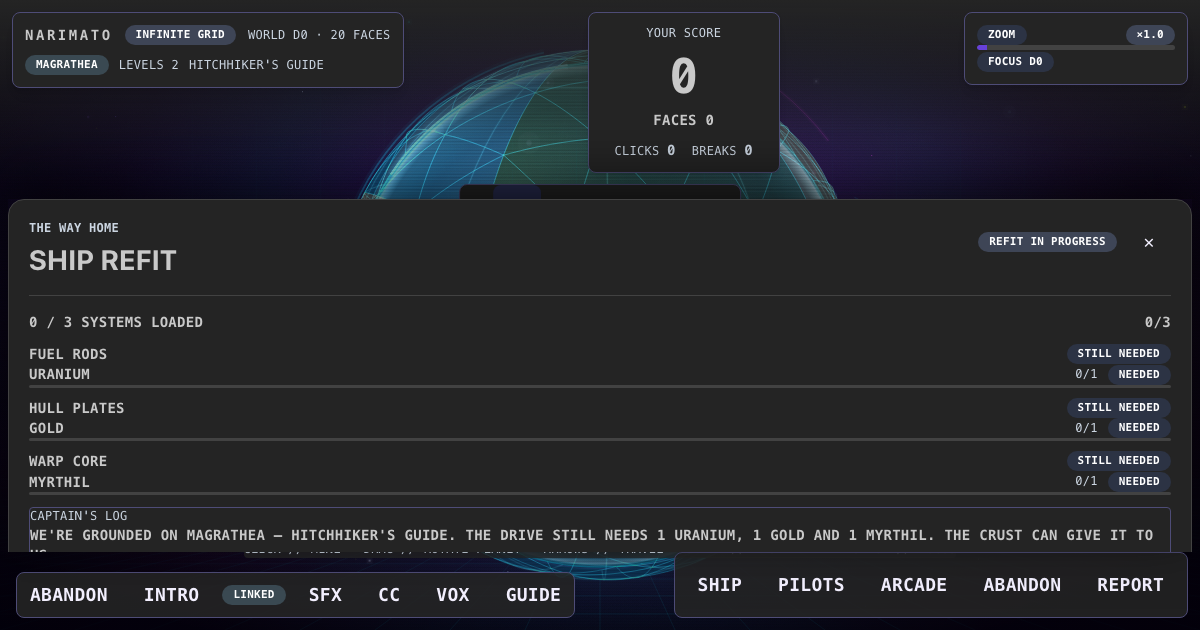 NARIMATO INFINITE GRID WORLD D0 · 20 FACES
MAGRATHEA LEVELS 2 HITCHHIKER'S GUIDE
YOUR SCORE
0
FACES 0
CLICKS 0 BREAKS 0
ZOOM ×1.0
FOCUS D0
THE WAY HOME
SHIP REFIT
REFIT IN PROGRESS ×
0 / 3 SYSTEMS LOADED 0/3
FUEL RODS STILL NEEDED
URANIUM 0/1 NEEDED
HULL PLATES STILL NEEDED
GOLD 0/1 NEEDED
WARP CORE STILL NEEDED
MYRTHIL 0/1 NEEDED
CAPTAIN'S LOG
WE'RE GROUNDED ON MAGRATHEA — HITCHHIKER'S GUIDE. THE DRIVE STILL NEEDS 1 URANIUM, 1 GOLD AND 1 MYRTHIL. THE CRUST CAN GIVE IT TO
ABANDON INTRO LINKED SFX CC VOX GUIDE
SHIP PILOTS ARCADE ABANDON REPORT